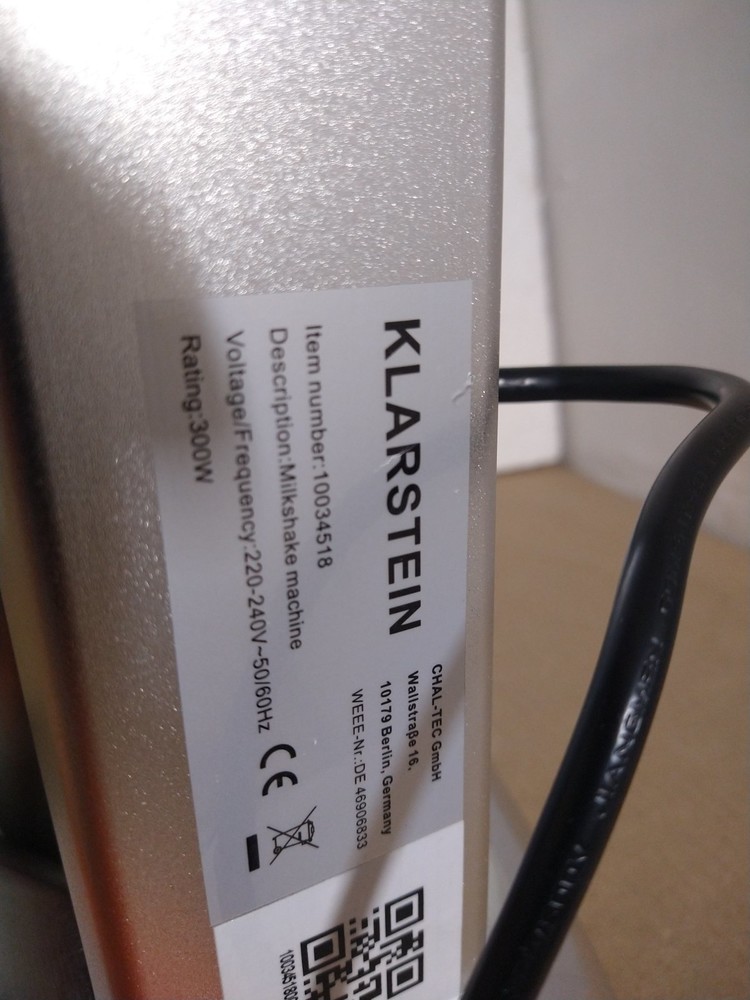 KLARSTEIN
CHAL-TEC GmbH
Wallstraße 16,
10179 Berlin, Germany
WEEE-Nr.:DE 46906833
Item number:10034518
Description:Milkshake machine
Voltage/Frequency:220-240V~50/60Hz
Rating:300W
CE